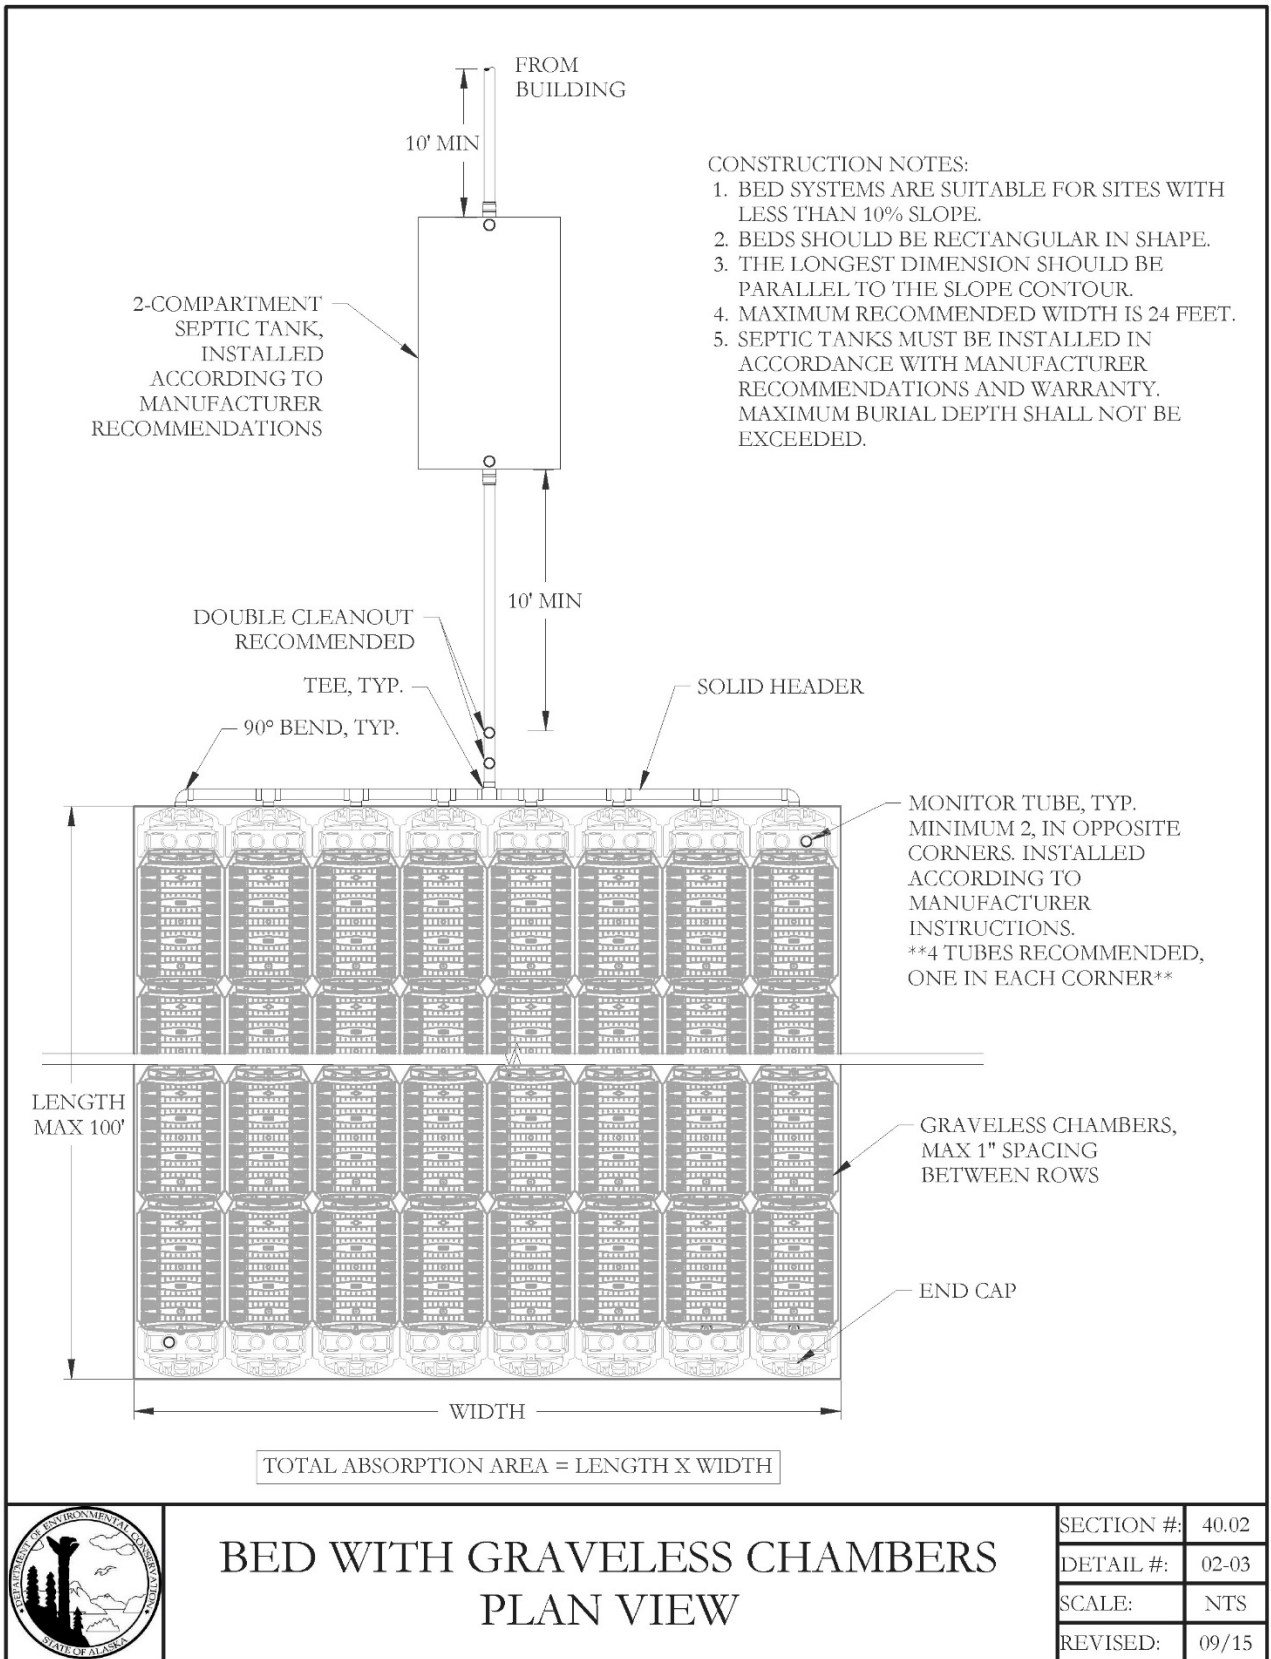 FROM
BUILDING
10' MIN
CONSTRUCTION NOTES:
1. BED SYSTEMS ARE SUITABLE FOR SITES WITH
LESS THAN 10% SLOPE.
2. BEDS SHOULD BE RECTANGULAR IN SHAPE.
3. THE LONGEST DIMENSION SHOULD BE
PARALLEL TO THE SLOPE CONTOUR.
4. MAXIMUM RECOMMENDED WIDTH IS 24 FEET.
5. SEPTIC TANKS MUST BE INSTALLED IN
ACCORDANCE WITH MANUFACTURER
RECOMMENDATIONS AND WARRANTY.
MAXIMUM BURIAL DEPTH SHALL NOT BE
EXCEEDED.
2-COMPARTMENT
SEPTIC TANK,
INSTALLED
ACCORDING TO
MANUFACTURER
RECOMMENDATIONS
10' MIN
DOUBLE CLEANOUT
RECOMMENDED
TEE, TYP.
90° BEND, TYP.
SOLID HEADER
MONITOR TUBE, TYP.
MINIMUM 2, IN OPPOSITE
CORNERS. INSTALLED
ACCORDING TO
MANUFACTURER
INSTRUCTIONS.
**4 TUBES RECOMMENDED,
ONE IN EACH CORNER**
LENGTH
MAX 100'
GRAVELESS CHAMBERS,
MAX 1" SPACING
BETWEEN ROWS
END CAP
WIDTH
TOTAL ABSORPTION AREA = LENGTH X WIDTH
DEPARTMENT OF ENVIRONMENTAL CONSERVATION
STATE OF ALASKA
BED WITH GRAVELESS CHAMBERS
PLAN VIEW
SECTION #: 40.02
DETAIL #: 02-03
SCALE: NTS
REVISED: 09/15